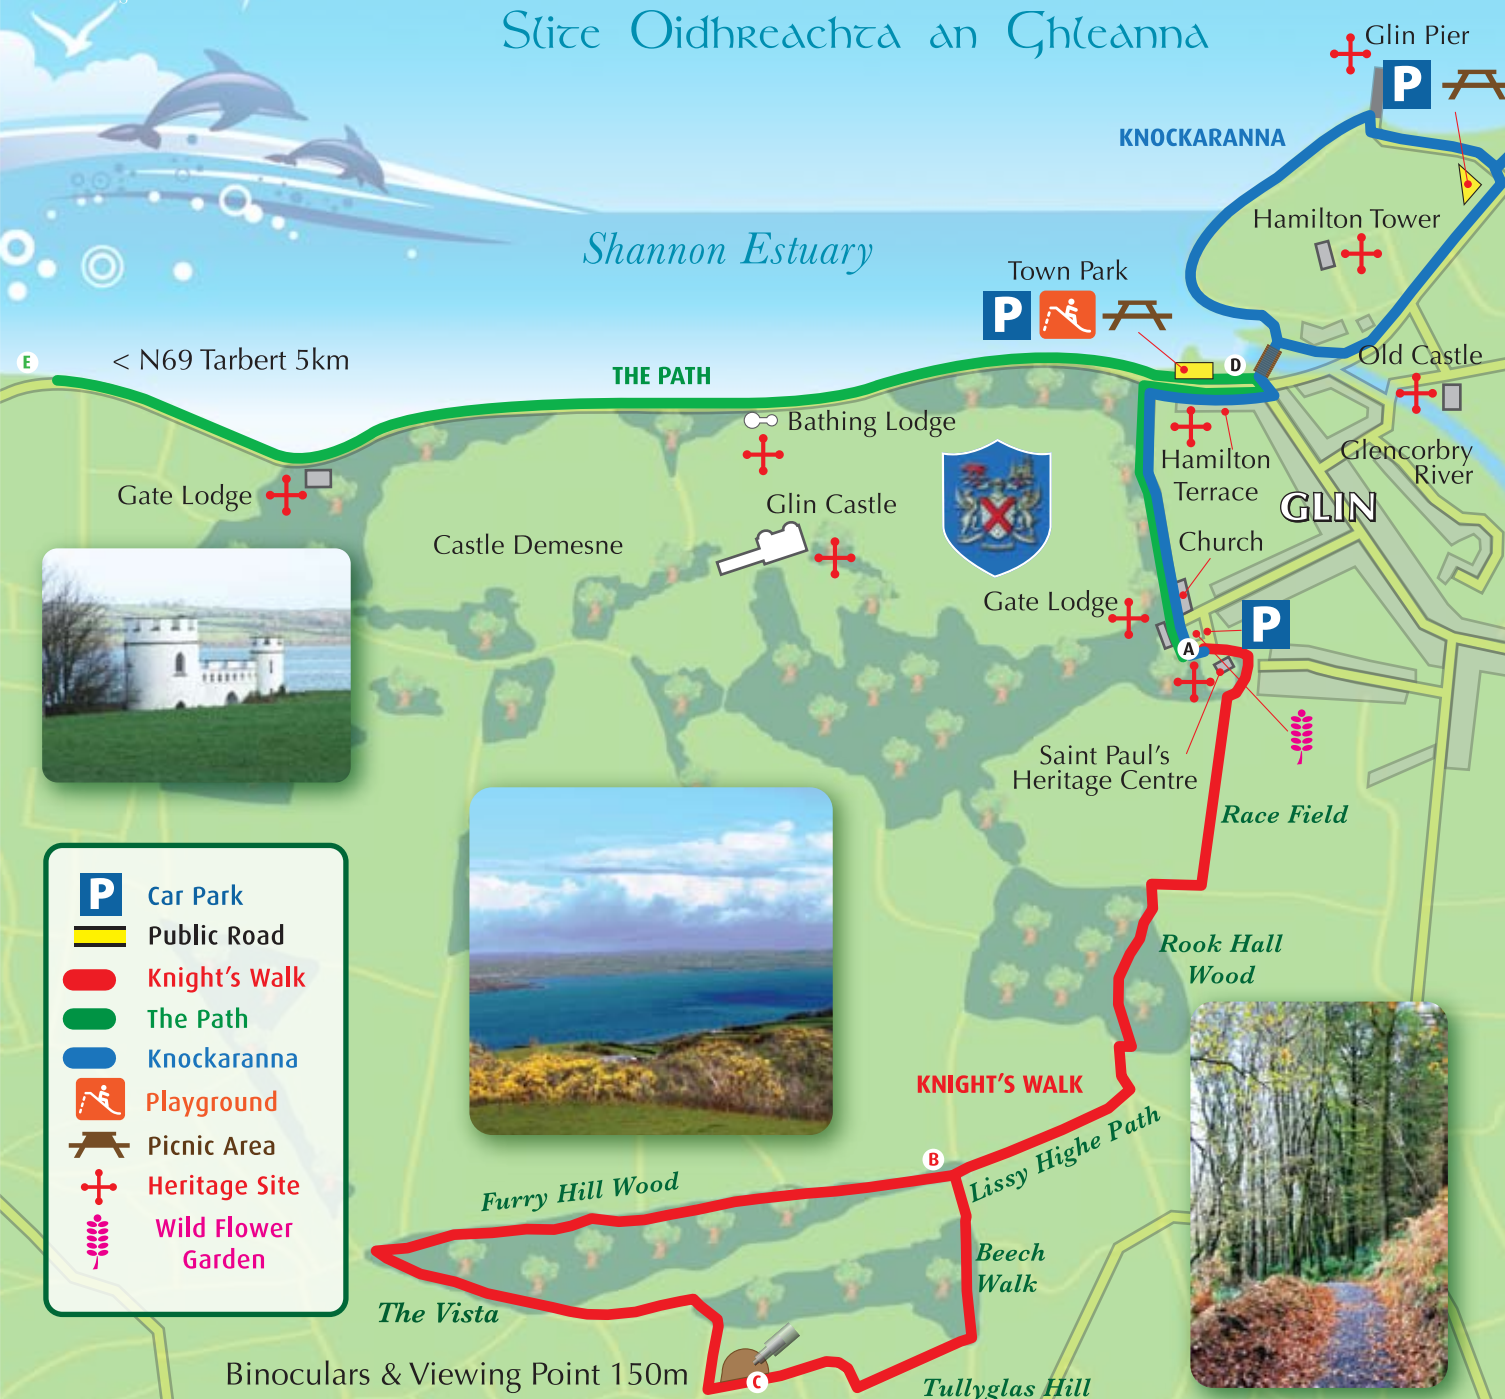 Slite Oidhreachta an Ghleanna
Glin Pier
P
KNOCKARANNA
Hamilton Tower
Shannon Estuary
Town Park
P
E
< N69 Tarbert 5km
THE PATH
D
Old Castle
Bathing Lodge
Hamilton
Terrace
Glencorbry
River
GLIN
Gate Lodge
Glin Castle
Castle Demesne
Church
Gate Lodge
P
A
Saint Paul's
Heritage Centre
Race Field
P
Car Park
Public Road
Knight's Walk
The Path
Knockaranna
Playground
Picnic Area
Heritage Site
Wild Flower
Garden
Rook Hall
Wood
KNIGHT'S WALK
Lissy Highe Path
B
Furry Hill Wood
Beech
Walk
The Vista
Binoculars & Viewing Point 150m
C
Tullyglas Hill